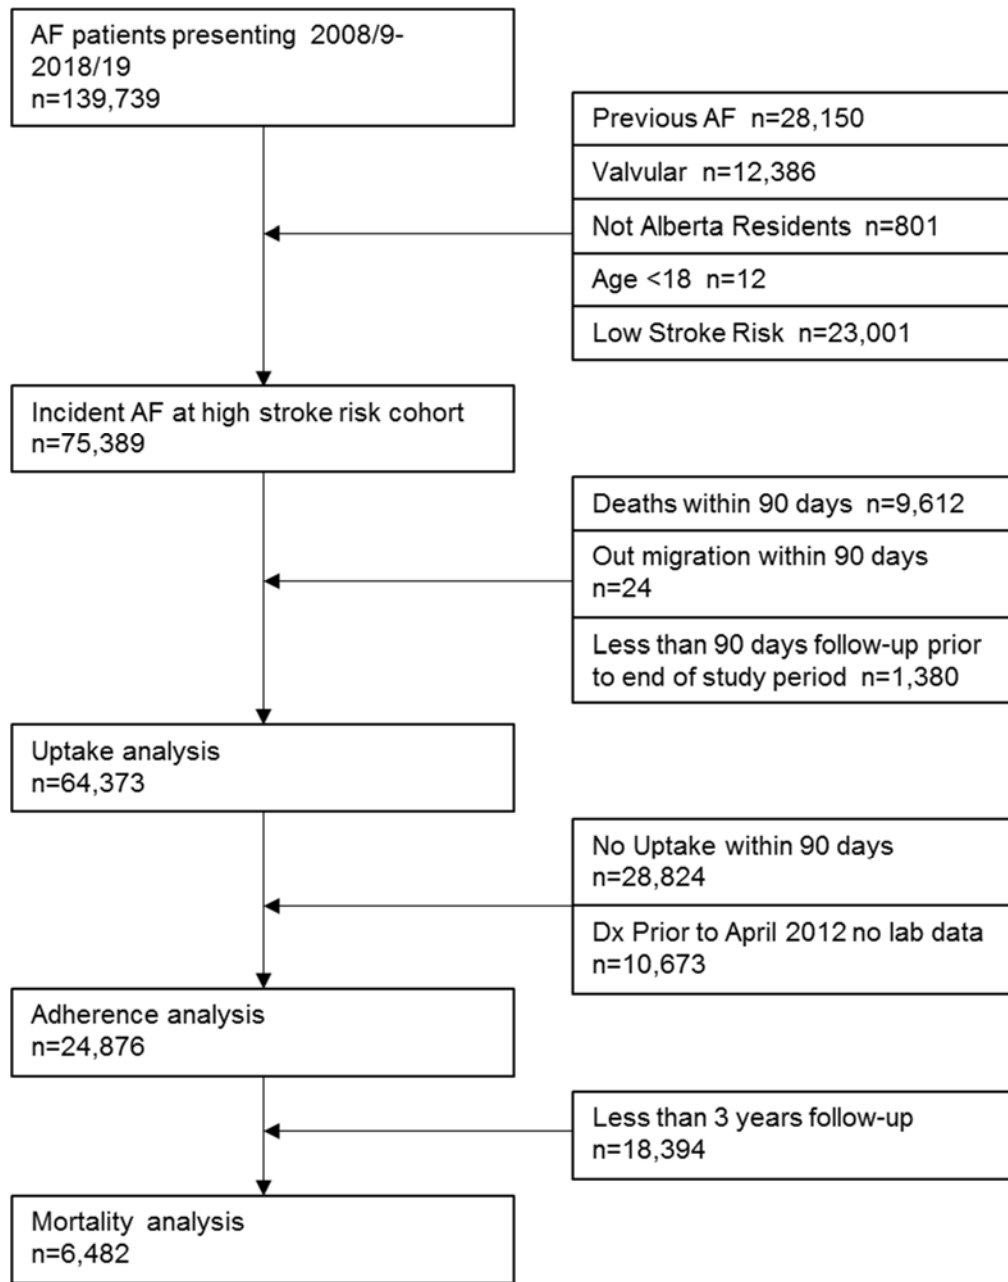 AF patients presenting 2008/9-
2018/19
n=139,739
Previous AF n=28,150
Valvular n=12,386
Not Alberta Residents n=801
Age <18 n=12
Low Stroke Risk n=23,001
Incident AF at high stroke risk cohort
n=75,389
Deaths within 90 days n=9,612
Out migration within 90 days
n=24
Less than 90 days follow-up prior
to end of study period n=1,380
Uptake analysis
n=64,373
No Uptake within 90 days
n=28,824
Dx Prior to April 2012 no lab data
n=10,673
Adherence analysis
n=24,876
Less than 3 years follow-up
n=18,394
Mortality analysis
n=6,482